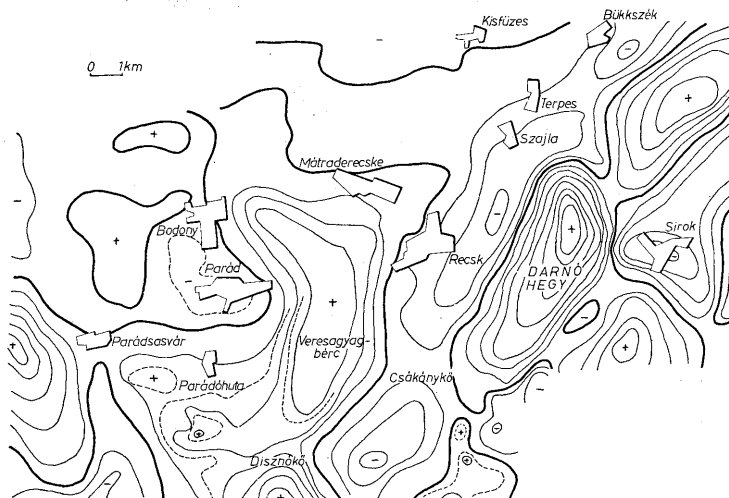 Bükkszék
Kisfüzes
0 1km
Terpes
Szajla
Mátraderecske
Bodony
Sirok
Parád
Recsk
DARNÓ
HEGY
Parádsasvár
Veresagyag-
bérc
Parádóhuta
Csákánykő
Disznókő